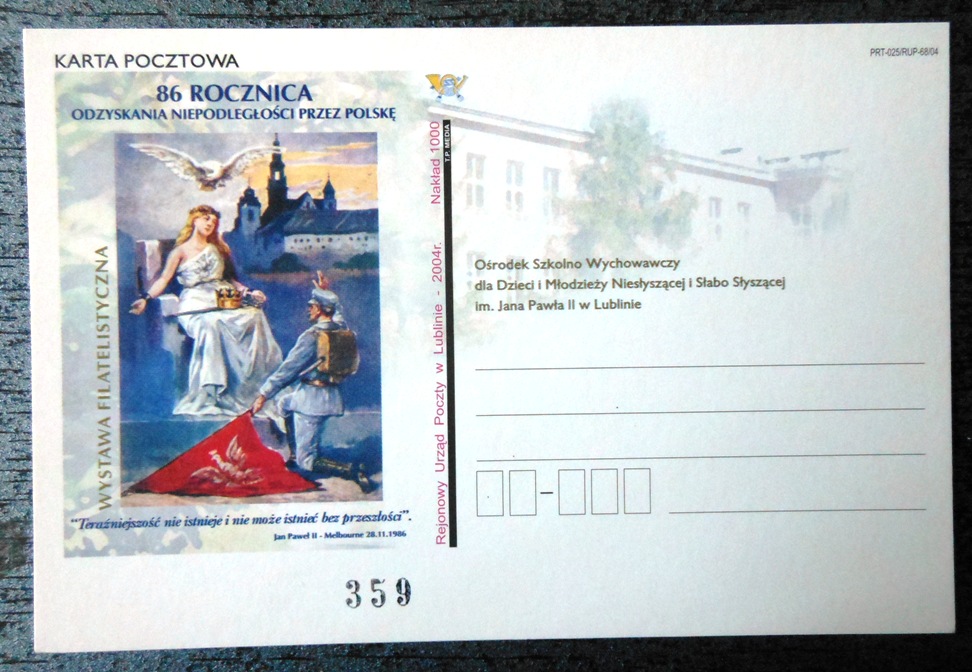 KARTA POCZTOWA
86 ROCZNICA
ODZYSKANIA NIEPODLEGŁOŚCI PRZEZ POLSKĘ
WYSTAWA FILATELISTYCZNA
“Teraźniejszość nie istnieje i nie może istnieć bez przeszłości”.
Jan Paweł II - Melbourne 28.11.1986
359
Rejonowy Urząd Poczty w Lublinie - 2004r. Nakład 1000
T.P. MEDIA
PRT-025/RUP-68/04
Ośrodek Szkolno Wychowawczy
dla Dzieci i Młodzieży Niesłyszącej i Słabo Słyszącej
im. Jana Pawła II w Lublinie